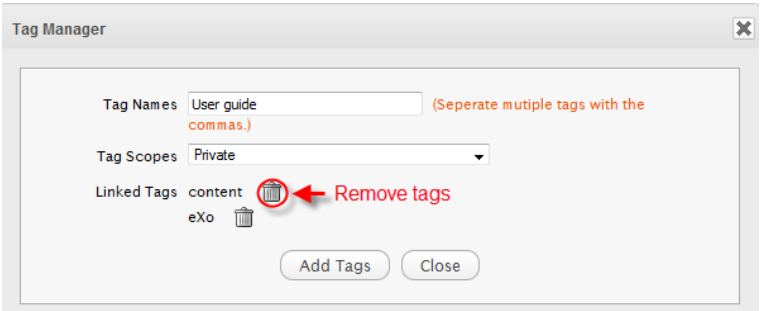 Tag Manager
Tag Names User guide (Seperate mutiple tags with the
commas.)
Tag Scopes Private
Linked Tags content Remove tags
eXo
Add Tags Close